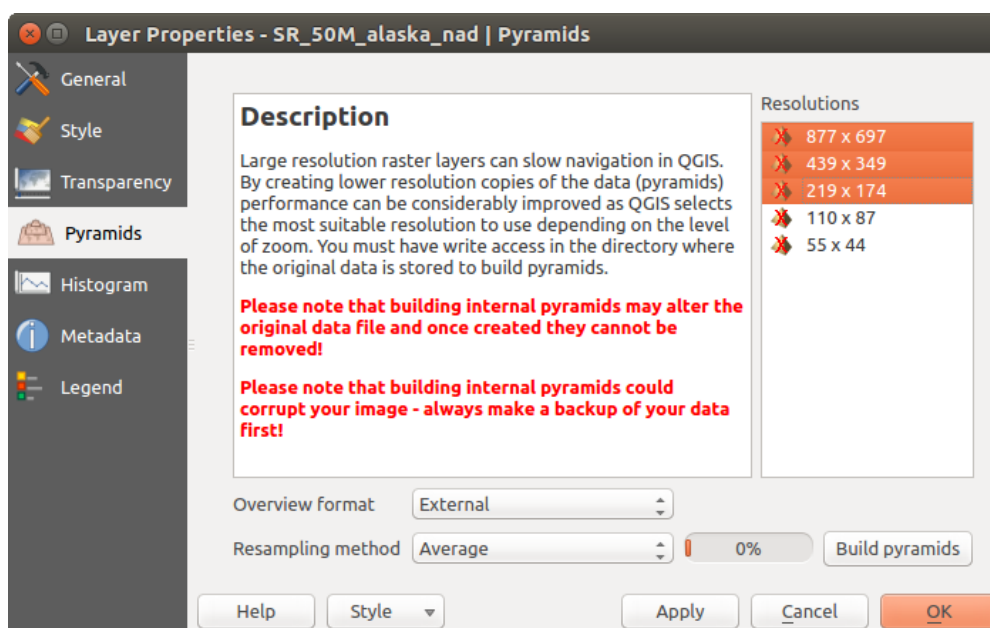 Layer Properties - SR_50M_alaska_nad | Pyramids
General
Style
Transparency
Pyramids
Histogram
Metadata
Legend
Description
Large resolution raster layers can slow navigation in QGIS.
By creating lower resolution copies of the data (pyramids)
performance can be considerably improved as QGIS selects
the most suitable resolution to use depending on the level
of zoom. You must have write access in the directory where
the original data is stored to build pyramids.
Please note that building internal pyramids may alter the
original data file and once created they cannot be
removed!
Please note that building internal pyramids could
corrupt your image - always make a backup of your data
first!
Resolutions
877 x 697
439 x 349
219 x 174
110 x 87
55 x 44
Overview format External
Resampling method Average 0% Build pyramids
Help Style Apply Cancel OK